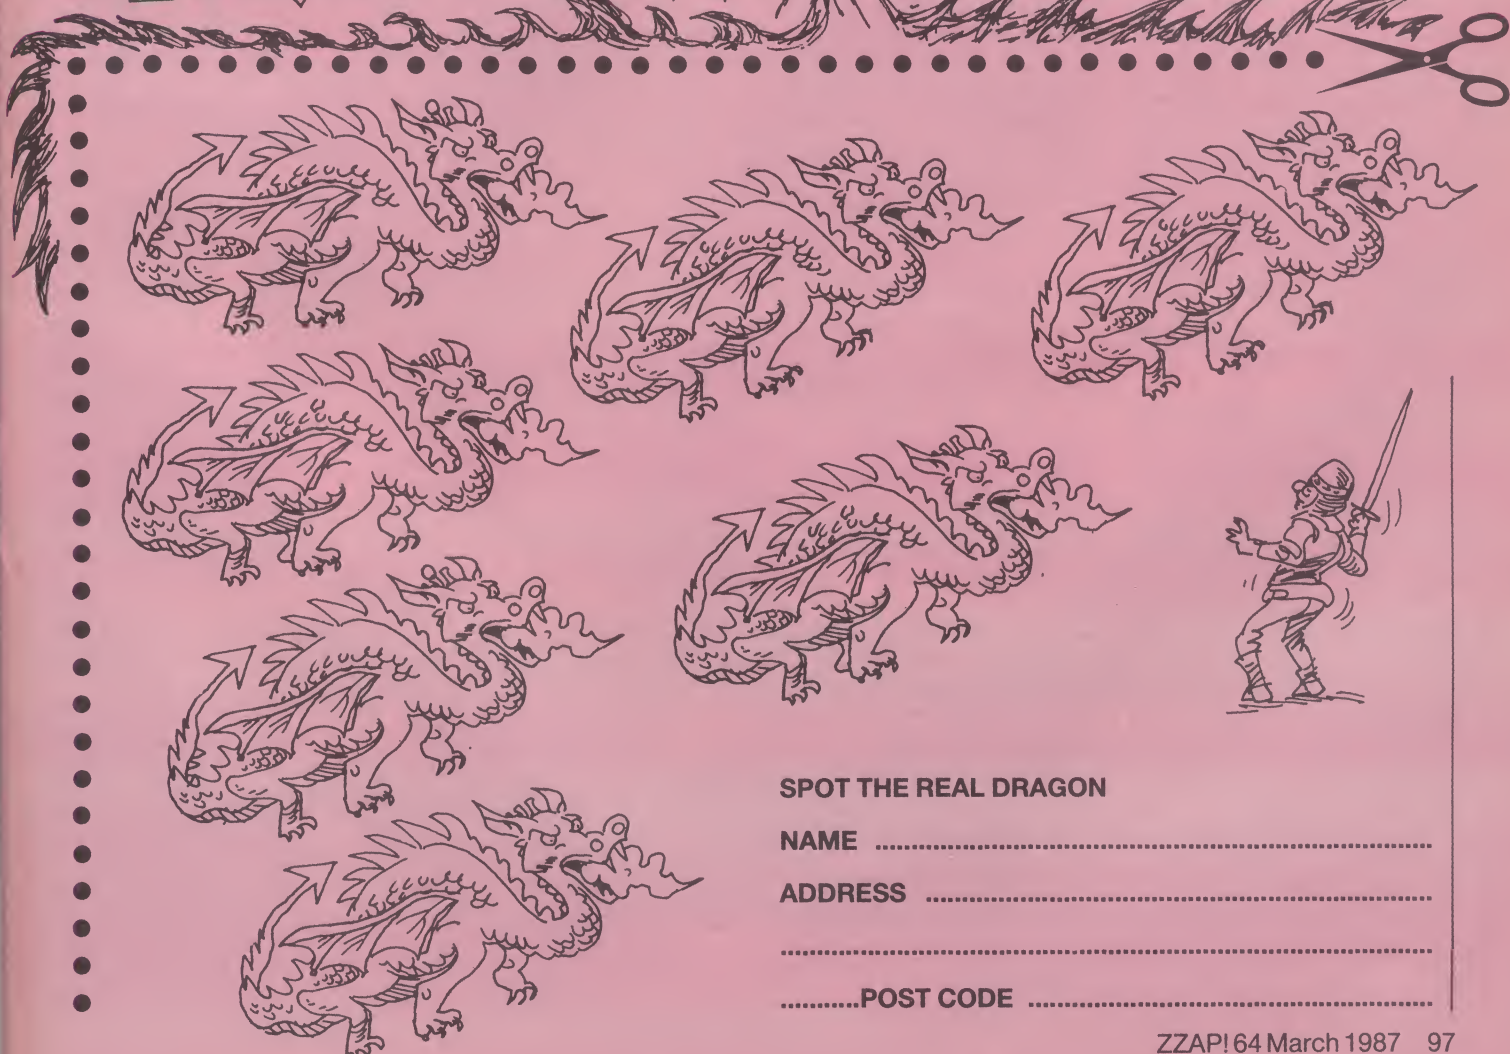 SPOT THE REAL DRAGON
NAME ...............
ADDRESS ...............
...............
...........POST CODE ...............
ZZAP! 64 March 1987 97